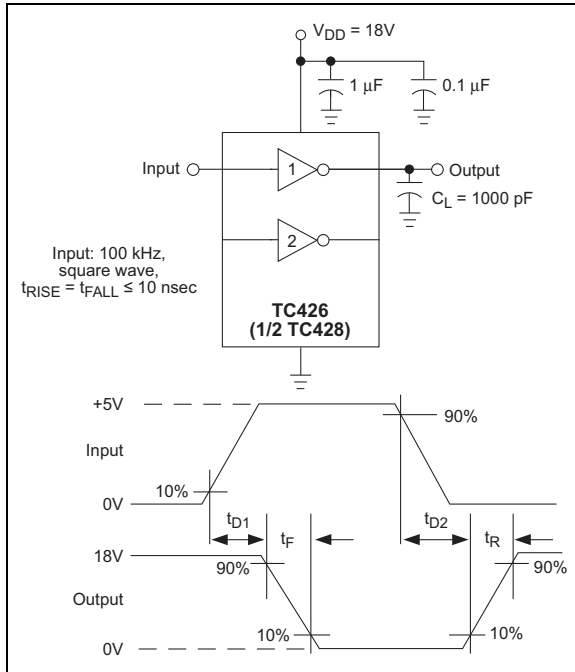 V_DD = 18V
1 μF
0.1 μF
Input
1
Output
C_L = 1000 pF
2
Input: 100 kHz,
square wave,
t_RISE = t_FALL ≤ 10 nsec
TC426
(1/2 TC428)
+5V
90%
Input
10%
0V
t_D1
t_F
t_D2
t_R
18V
90%
90%
Output
10%
10%
0V